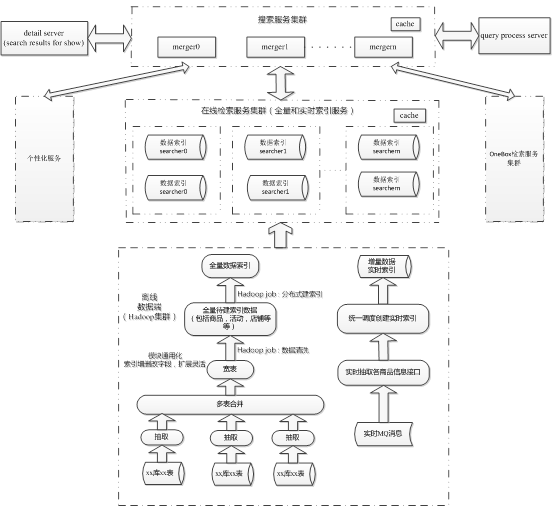 搜索服务集群
cache
detail server
(search results for show)
merger0
merger1
· · · · · ·
mergern
query process server
在线检索服务集群（全量和实时索引服务）
cache
个性化服务
数据索引
searcher0
数据索引
searcher1
数据索引
searchern
数据索引
searcher0
数据索引
searcher1
数据索引
searchern
OneBox检索服务
集群
全量数据索引
增量数据
实时索引
离线
数据端
（Hadoop集群）
Hadoop job：分布式建索引
全量待建索引数据
（包括商品，活动，店铺等
等）
统一调度创建实时索引
Hadoop job：数据清洗
模块通用化
索引增删改字段，扩展灵活
宽表
实时抽取各商品信息接口
多表合并
抽取
抽取
抽取
实时MQ消息
xx库xx表
xx库xx表
xx库xx表